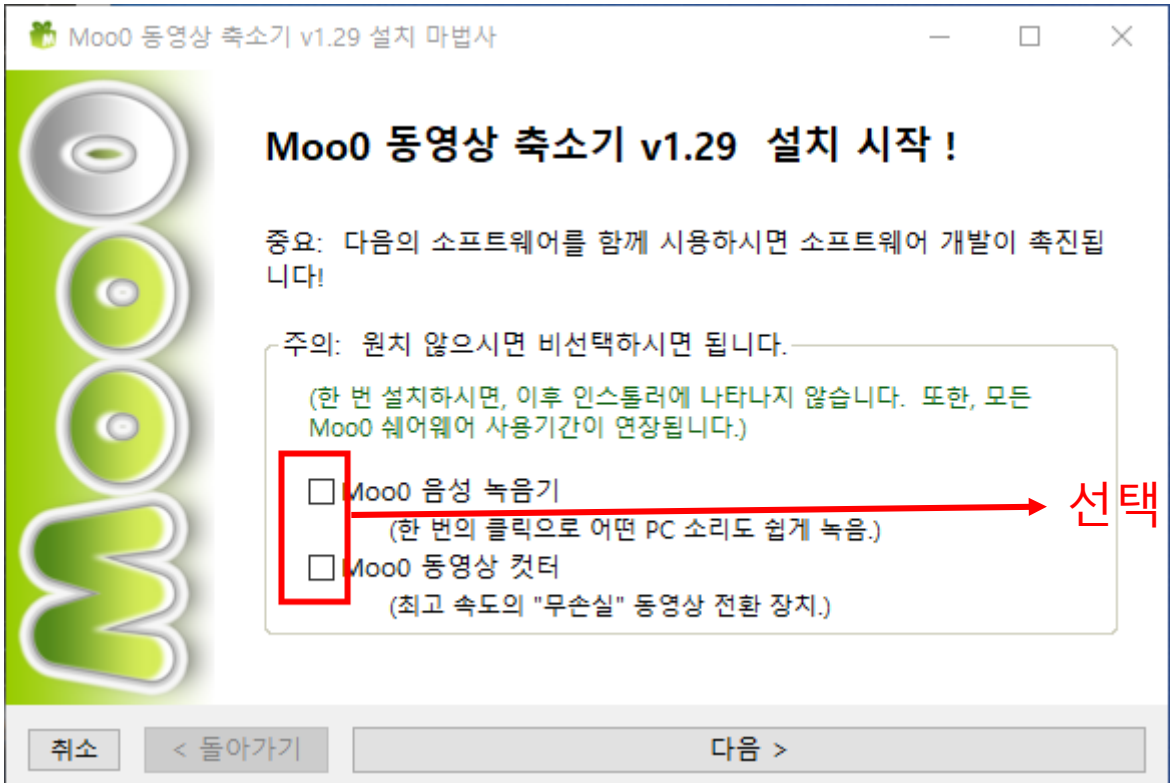 Moo0 동영상 축소기 v1.29 설치 마법사
Moo0
Moo0 동영상 축소기 v1.29 설치 시작 !
중요: 다음의 소프트웨어를 함께 시용하시면 소프트웨어 개발이 촉진됩
니다!
주의: 원치 않으시면 비선택하시면 됩니다.
(한 번 설치하시면, 이후 인스톨러에 나타나지 않습니다. 또한, 모든
Moo0 쉐어웨어 사용기간이 연장됩니다.)
Moo0 음성 녹음기
선택
(한 번의 클릭으로 어떤 PC 소리도 쉽게 녹음.)
Moo0 동영상 컷터
(최고 속도의 "무손실" 동영상 전환 장치.)
취소
< 돌아가기
다음 >